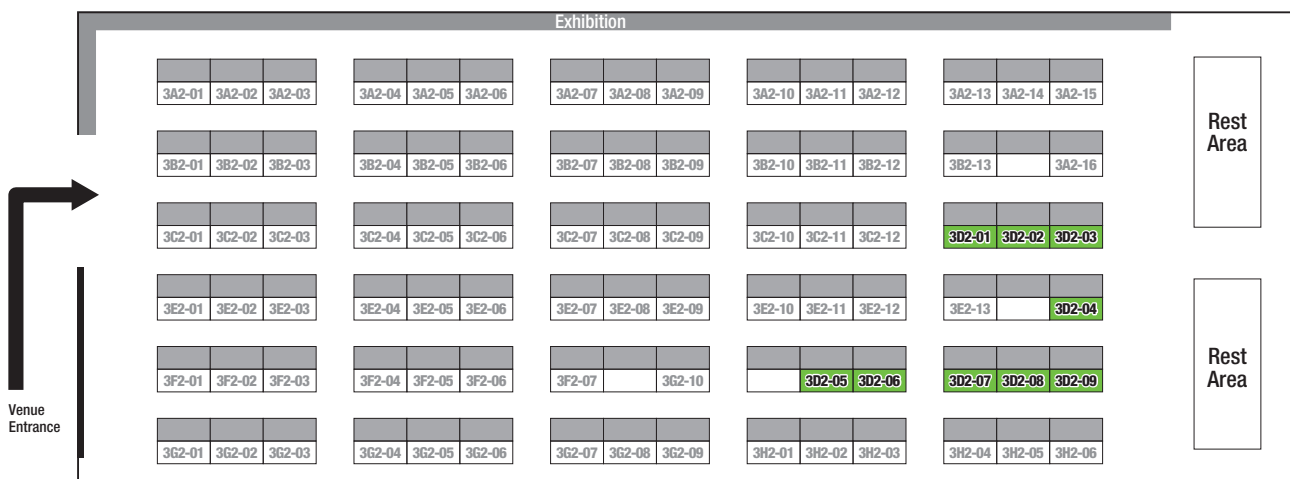 Exhibition
3A2-01 3A2-02 3A2-03 3A2-04 3A2-05 3A2-06 3A2-07 3A2-08 3A2-09 3A2-10 3A2-11 3A2-12 3A2-13 3A2-14 3A2-15
Rest
Area
3B2-01 3B2-02 3B2-03 3B2-04 3B2-05 3B2-06 3B2-07 3B2-08 3B2-09 3B2-10 3B2-11 3B2-12 3B2-13 3A2-16
3C2-01 3C2-02 3C2-03 3C2-04 3C2-05 3C2-06 3C2-07 3C2-08 3C2-09 3C2-10 3C2-11 3C2-12 3D2-01 3D2-02 3D2-03
3E2-01 3E2-02 3E2-03 3E2-04 3E2-05 3E2-06 3E2-07 3E2-08 3E2-09 3E2-10 3E2-11 3E2-12 3E2-13 3D2-04
Rest
Area
3F2-01 3F2-02 3F2-03 3F2-04 3F2-05 3F2-06 3F2-07 3G2-10 3D2-05 3D2-06 3D2-07 3D2-08 3D2-09
Venue
Entrance
3G2-01 3G2-02 3G2-03 3G2-04 3G2-05 3G2-06 3G2-07 3G2-08 3G2-09 3H2-01 3H2-02 3H2-03 3H2-04 3H2-05 3H2-06